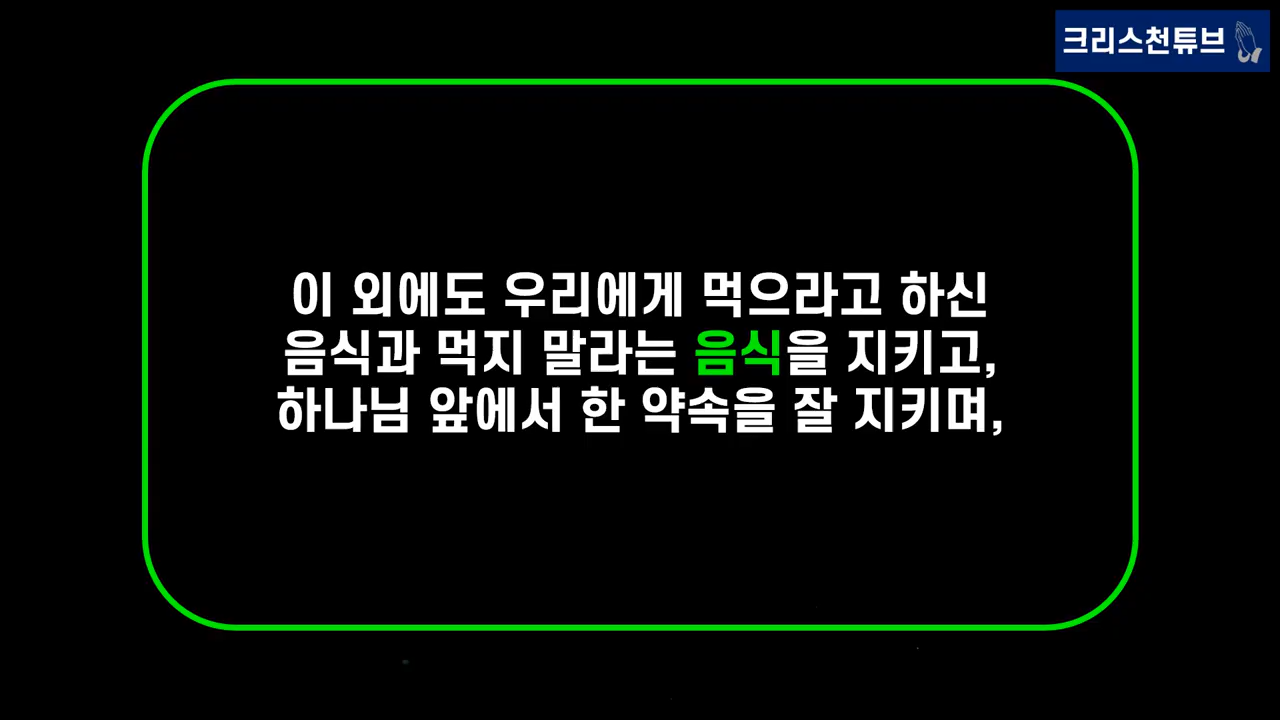 크리스천튜브
이 외에도 우리에게 먹으라고 하신
음식과 먹지 말라는 음식을 지키고,
하나님 앞에서 한 약속을 잘 지키며,